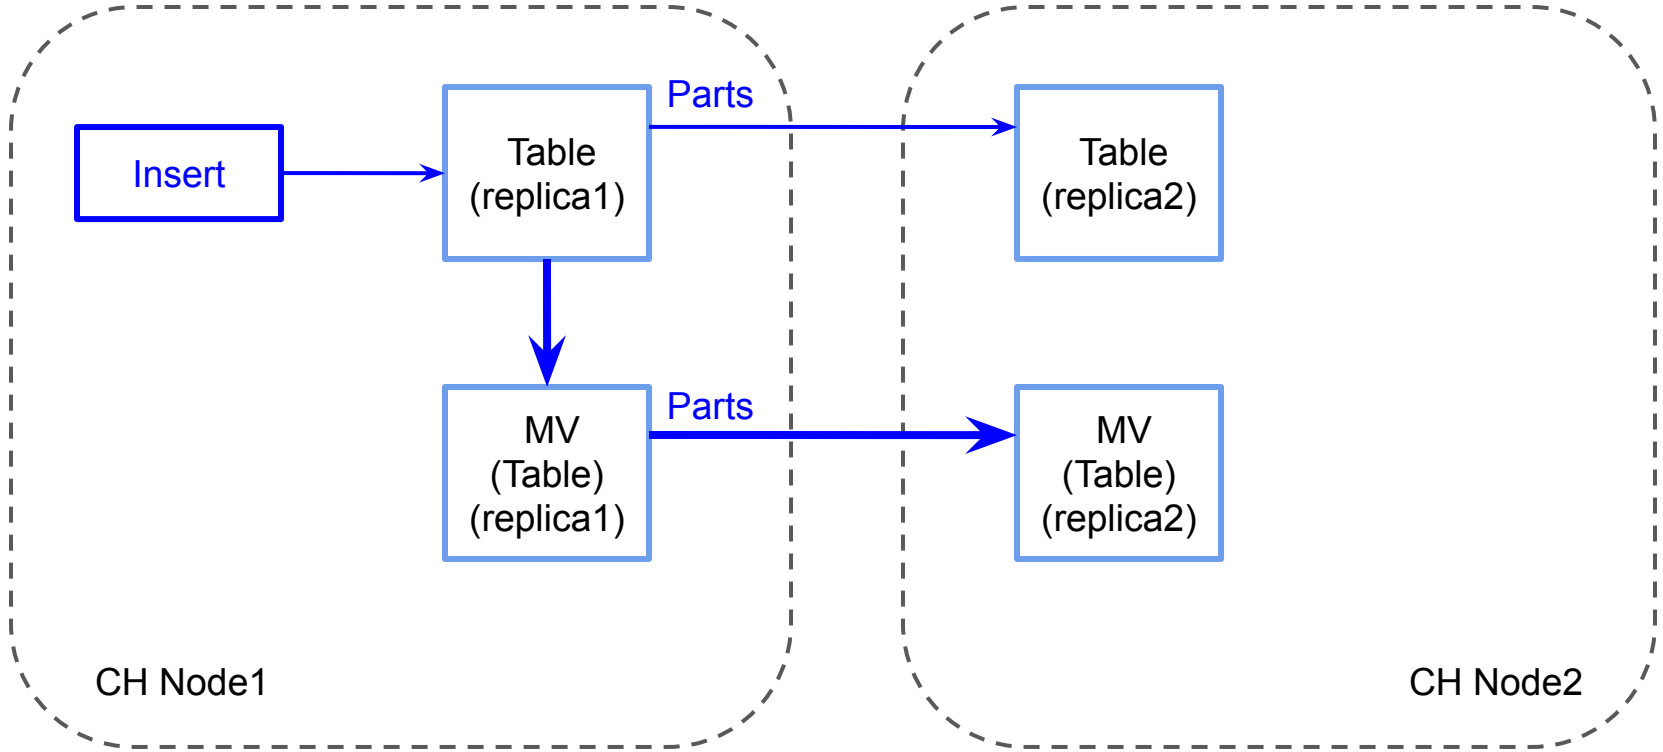 Insert
Table
(replica1)
Parts
Table
(replica2)
MV
(Table)
(replica1)
Parts
MV
(Table)
(replica2)
CH Node1
CH Node2